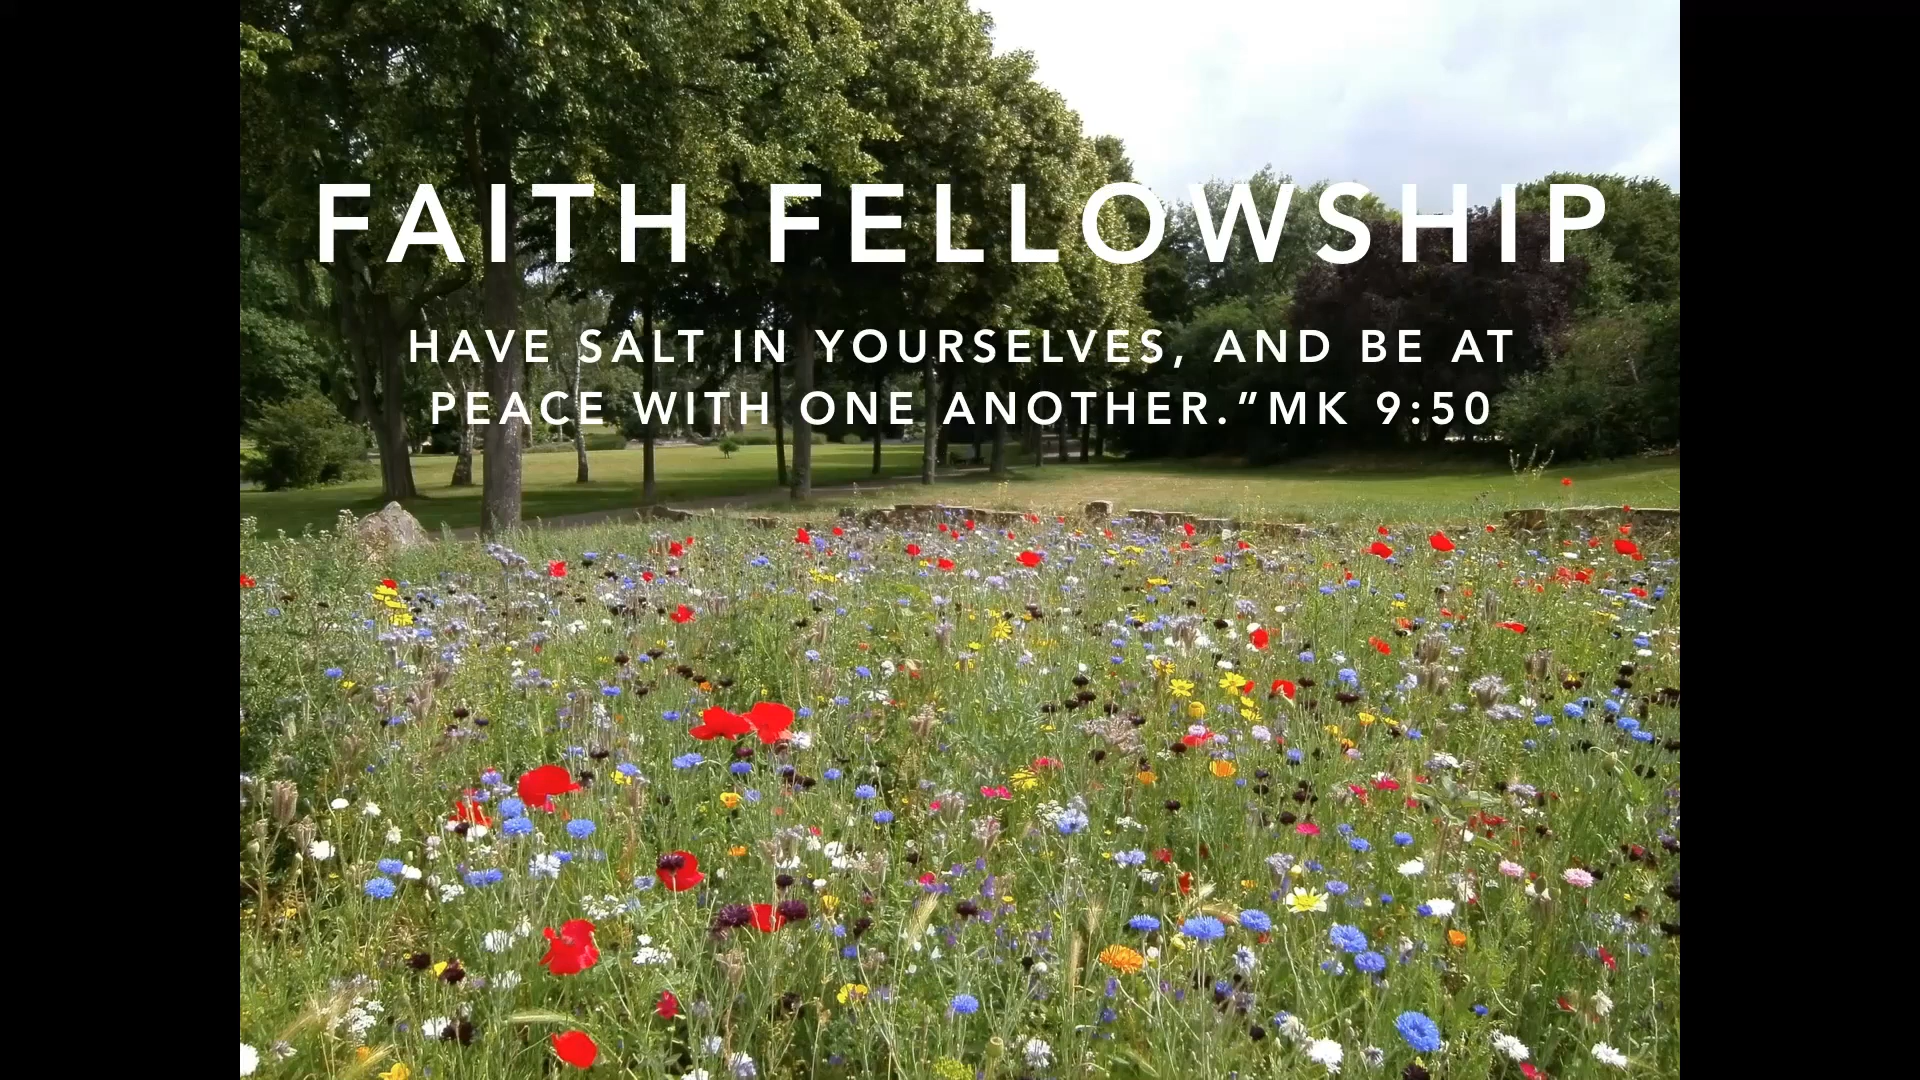 FAITH FELLOWSHIP
HAVE SALT IN YOURSELVES, AND BE AT
PEACE WITH ONE ANOTHER.”MK 9:50